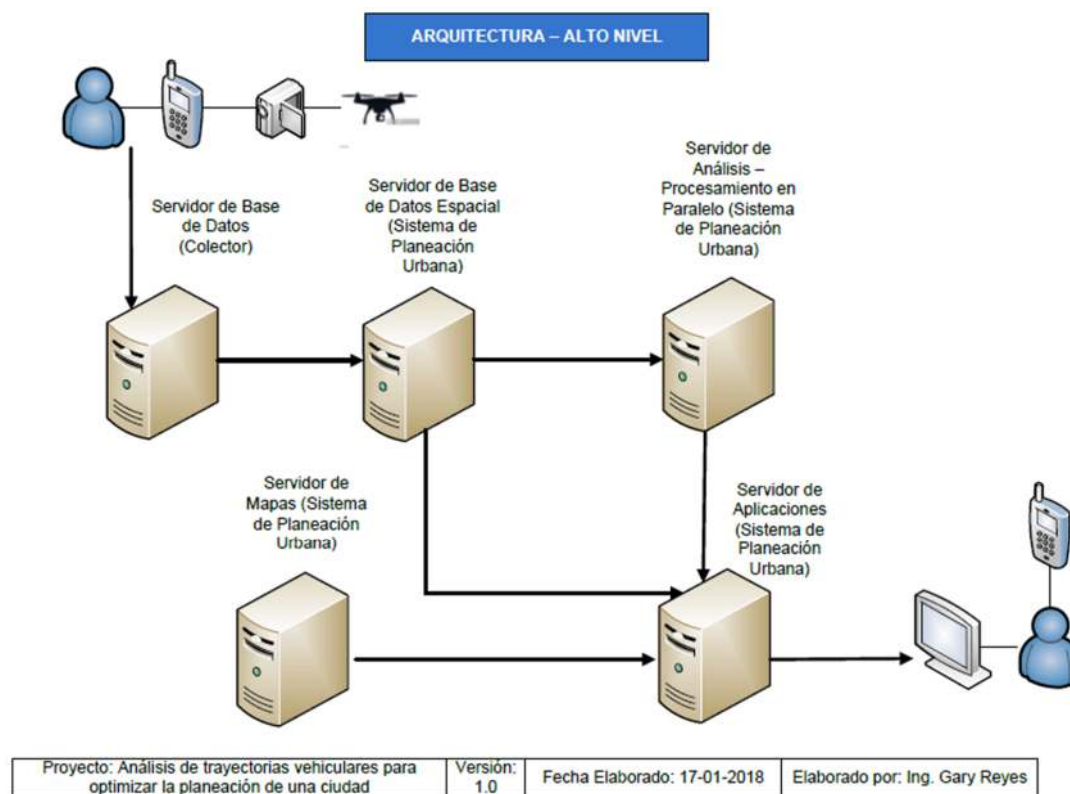 ARQUITECTURA – ALTO NIVEL
Servidor de Base
de Datos
(Colector)
Servidor de Base
de Datos Espacial
(Sistema de
Planeación
Urbana)
Servidor de
Análisis –
Procesamiento en
Paralelo (Sistema
de Planeación
Urbana)
Servidor de
Mapas (Sistema
de Planeación
Urbana)
Servidor de
Aplicaciones
(Sistema de
Planeación
Urbana)
Proyecto: Análisis de trayectorias vehiculares para
optimizar la planeación de una ciudad
Versión:
1.0
Fecha Elaborado: 17-01-2018
Elaborado por: Ing. Gary Reyes